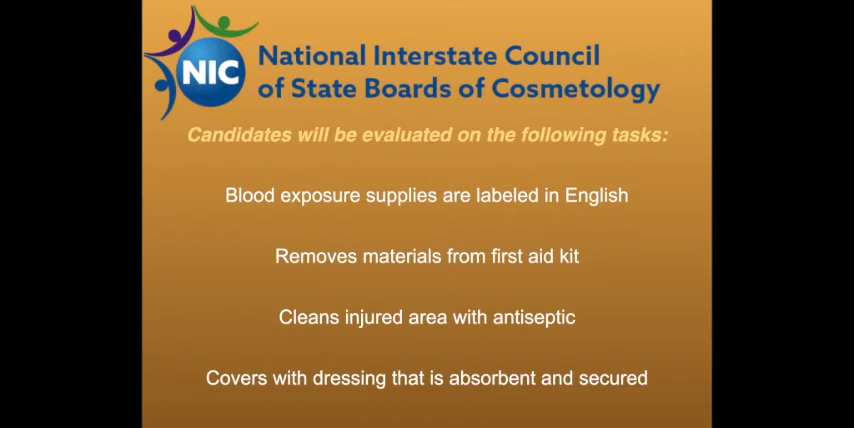 NIC
National Interstate Council
of State Boards of Cosmetology
Candidates will be evaluated on the following tasks:
Blood exposure supplies are labeled in English
Removes materials from first aid kit
Cleans injured area with antiseptic
Covers with dressing that is absorbent and secured